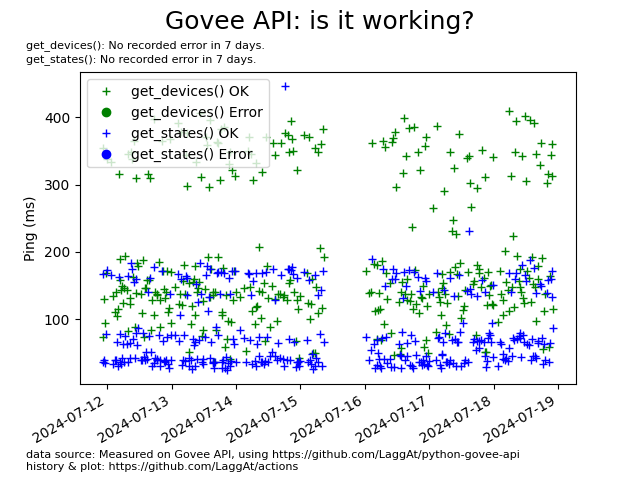 Govee API: is it working?
get_devices(): No recorded error in 7 days.
get_states(): No recorded error in 7 days.
get_devices() OK
get_devices() Error
get_states() OK
get_states() Error
Ping (ms)
400
300
200
100
2024-07-12
2024-07-13
2024-07-14
2024-07-15
2024-07-16
2024-07-17
2024-07-18
2024-07-19
data source: Measured on Govee API, using https://github.com/LaggAt/python-govee-api
history & plot: https://github.com/LaggAt/actions